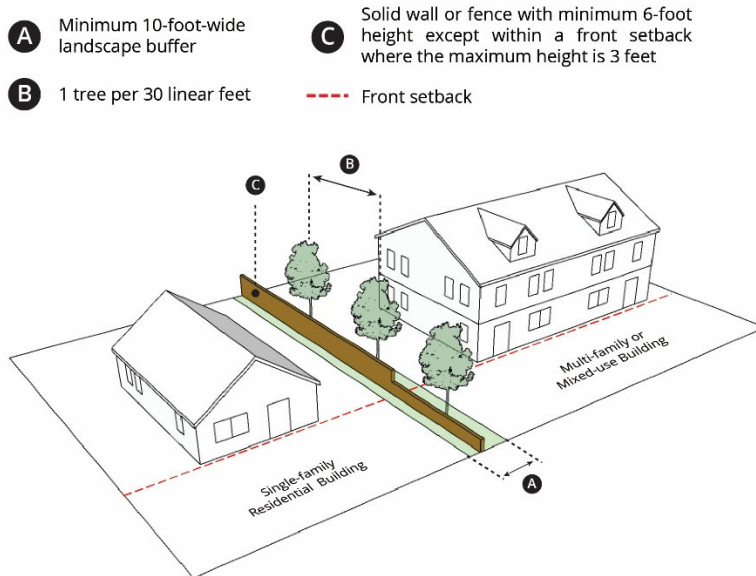 A Minimum 10-foot-wide
landscape buffer
B 1 tree per 30 linear feet
C Solid wall or fence with minimum 6-foot
height except within a front setback
where the maximum height is 3 feet
Front setback
B
C
Multi-family or
Mixed-use Building
Single-family
Residential Building
A